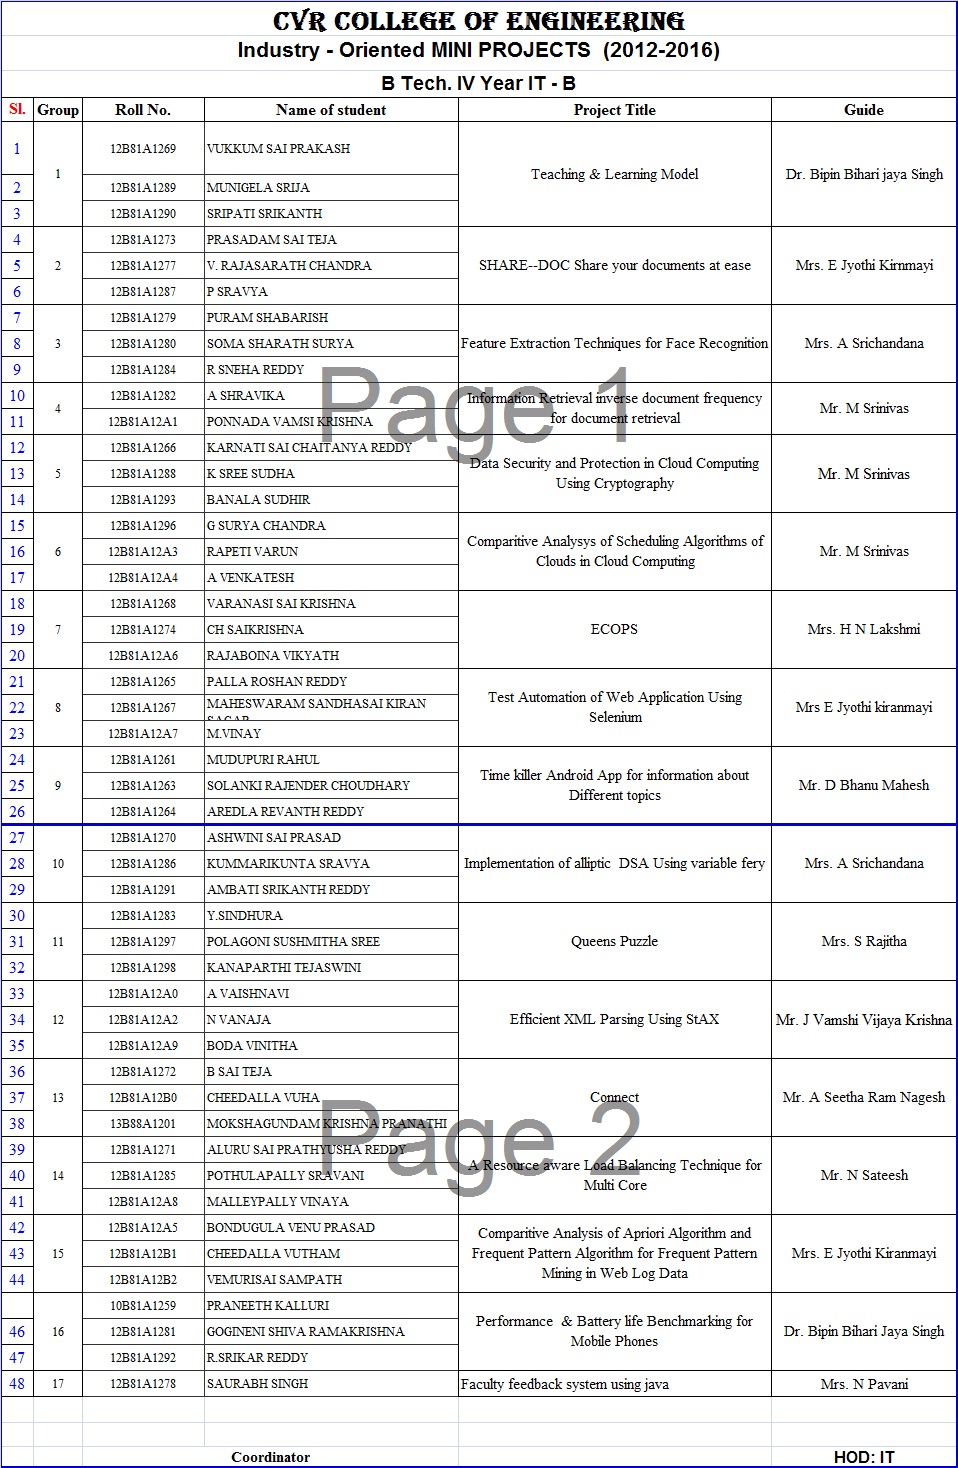 CVR COLLEGE OF ENGINEERING
Industry - Oriented MINI PROJECTS (2012-2016)
B Tech. IV Year IT - B
Sl. Group Roll No. Name of student Project Title Guide
1 1 12B81A1269 VUKKUM SAI PRAKASH Teaching & Learning Model Dr. Bipin Bihari jaya Singh
2 12B81A1289 MUNIGELA SRIJA
3 12B81A1290 SRIPATI SRIKANTH
4 12B81A1273 PRASADAM SAI TEJA
5 2 12B81A1277 V. RAJASARATH CHANDRA SHARE--DOC Share your documents at ease Mrs. E Jyothi Kirnmayi
6 12B81A1287 P SRAVYA
7 12B81A1279 PURAM SHABARISH
8 3 12B81A1280 SOMA SHARATH SURYA Feature Extraction Techniques for Face Recognition Mrs. A Srichandana
9 12B81A1284 R SNEHA REDDY
Page 1
10 4 12B81A1282 A SHRAVIKA Information Retrieval inverse document frequency Mr. M Srinivas
11 12B81A12A1 PONNADA VAMSI KRISHNA for document retrieval
12 12B81A1266 KARNATI SAI CHAITANYA REDDY Data Security and Protection in Cloud Computing
13 5 12B81A1288 K SREE SUDHA Using Cryptography Mr. M Srinivas
14 12B81A1293 BANALA SUDHIR
15 12B81A1296 G SURYA CHANDRA Comparitive Analysys of Scheduling Algorithms of
16 6 12B81A12A3 RAPETI VARUN Clouds in Cloud Computing Mr. M Srinivas
17 12B81A12A4 A VENKATESH
18 12B81A1268 VARANASI SAI KRISHNA
19 7 12B81A1274 CH SAIKRISHNA ECOPS Mrs. H N Lakshmi
20 12B81A12A6 RAJABOINA VIKYATH
21 12B81A1265 PALLA ROSHAN REDDY Test Automation of Web Application Using
22 8 12B81A1267 MAHESWARAM SANDHASAI KIRAN Selenium Mrs E Jyothi kiranmayi
SAGAR
23 12B81A12A7 M.VINAY
24 12B81A1261 MUDUPURI RAHUL Time killer Android App for information about
25 9 12B81A1263 SOLANKI RAJENDER CHOUDHARY Different topics Mr. D Bhanu Mahesh
26 12B81A1264 AREDLA REVANTH REDDY
27 12B81A1270 ASHWINI SAI PRASAD
28 10 12B81A1286 KUMMARIKUNTA SRAVYA Implementation of alliptic DSA Using variable fery Mrs. A Srichandana
29 12B81A1291 AMBATI SRIKANTH REDDY
30 12B81A1283 Y.SINDHURA
31 11 12B81A1297 POLAGONI SUSHMITHA SREE Queens Puzzle Mrs. S Rajitha
32 12B81A1298 KANAPARTHI TEJASWINI
33 12B81A12A0 A VAISHNAVI
34 12 12B81A12A2 N VANAJA Efficient XML Parsing Using StAX Mr. J Vamshi Vijaya Krishna
35 12B81A12A9 BODA VINITHA
36 12B81A1272 B SAI TEJA
37 13 12B81A12B0 CHEEDALLA VUHA Connect Mr. A Seetha Ram Nagesh
38 13B88A1201 MOKSHAGUNDAM KRISHNA PRANATHI
Page 2
39 12B81A1271 ALURU SAI PRATHYUSHA REDDY A Resource aware Load Balancing Technique for
40 14 12B81A1285 POTHULAPALLY SRAVANI Multi Core Mr. N Sateesh
41 12B81A12A8 MALLEYPALLY VINAYA
42 12B81A12A5 BONDUGULA VENU PRASAD Comparitive Analysis of Apriori Algorithm and
43 15 12B81A12B1 CHEEDALLA VUTHAM Frequent Pattern Algorithm for Frequent Pattern Mrs. E Jyothi Kiranmayi
44 12B81A12B2 VEMURISAI SAMPATH Mining in Web Log Data
10B81A1259 PRANEETH KALLURI Performance & Battery life Benchmarking for
46 16 12B81A1281 GOGINENI SHIVA RAMAKRISHNA Mobile Phones Dr. Bipin Bihari Jaya Singh
47 12B81A1292 R.SRIKAR REDDY
48 17 12B81A1278 SAURABH SINGH Faculty feedback system using java Mrs. N Pavani
Coordinator HOD: IT